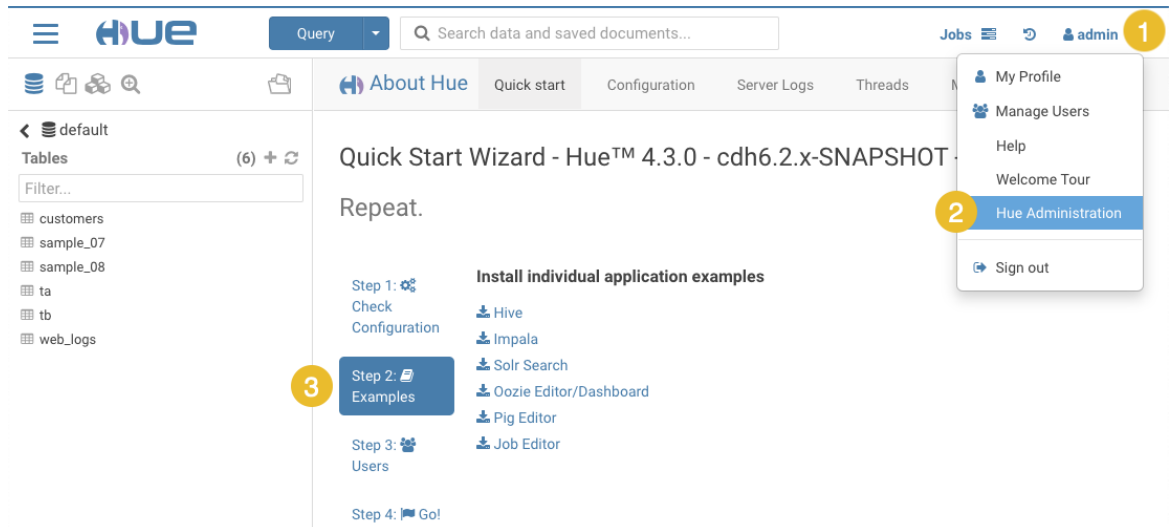 HUE
Query
Search data and saved documents...
Jobs
admin
1
My Profile
Manage Users
Help
Welcome Tour
2
Hue Administration
Sign out
About Hue
Quick start
Configuration
Server Logs
Threads
default
Tables
(6)
Filter...
customers
sample_07
sample_08
ta
tb
web_logs
Quick Start Wizard - Hue™ 4.3.0 - cdh6.2.x-SNAPSHOT -
Repeat.
Step 1:
Check
Configuration
3
Step 2:
Examples
Step 3:
Users
Step 4: Go!
Install individual application examples
Hive
Impala
Solr Search
Oozie Editor/Dashboard
Pig Editor
Job Editor